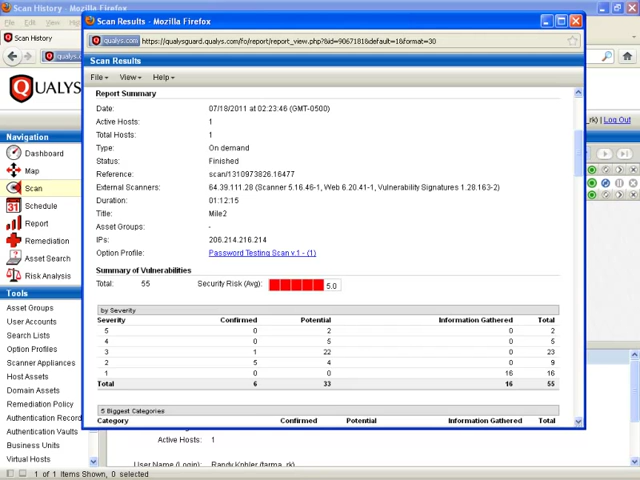 Scan History - Mozilla Firefox
Scan Results - Mozilla Firefox
File Edit View
Scan History
qualys.com https://qualysguard.qualys.com/fo/report/report_view.php?&id=9067181&default=1&format=30
Scan Results
File View Help
QUALYS
Log Out
Navigation
Dashboard
Map
Scan
Schedule
Report
Remediation
Asset Search
Risk Analysis
Tools
Asset Groups
User Accounts
Search Lists
Option Profiles
Scanner Appliances
Host Assets
Domain Assets
Remediation Policy
Authentication Record
Authentication Vaults
Business Units
Virtual Hosts
Report Summary
Date: 07/18/2011 at 02:23:46 (GMT-0500)
Active Hosts: 1
Total Hosts: 1
Type: On demand
Status: Finished
Reference: scan/1310973826.16477
External Scanners: 64.39.111.28 (Scanner 5.16.46-1, Web 6.20.41-1, Vulnerability Signatures 1.28.163-2)
Duration: 01:12:15
Title: Mile2
Asset Groups: -
IPs: 206.214.216.214
Option Profile: Password Testing Scan v.1 - (1)
Summary of Vulnerabilities
Total: 55 Security Risk (Avg): 5.0
by Severity
Severity Confirmed Potential Information Gathered Total
5 0 2 0 2
4 0 5 0 5
3 1 22 0 23
2 5 4 0 9
1 0 0 16 16
Total 6 33 16 55
5 Biggest Categories
Category Confirmed Potential Information Gathered Total
Active Hosts: 1
1 of 1 Items Shown, 0 selected